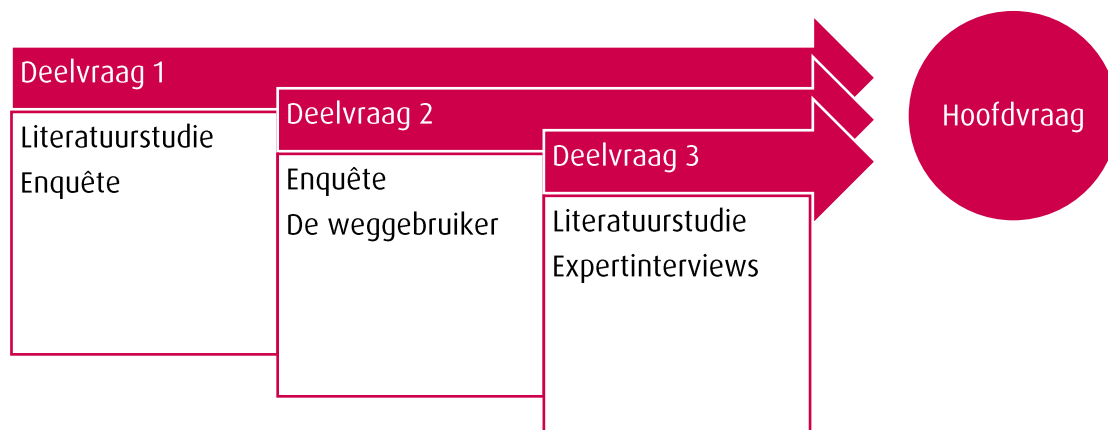 Deelvraag 1
Literatuurstudie
Enquête
Deelvraag 2
Enquête
De weggebruiker
Deelvraag 3
Literatuurstudie
Expertinterviews
Hoofdvraag